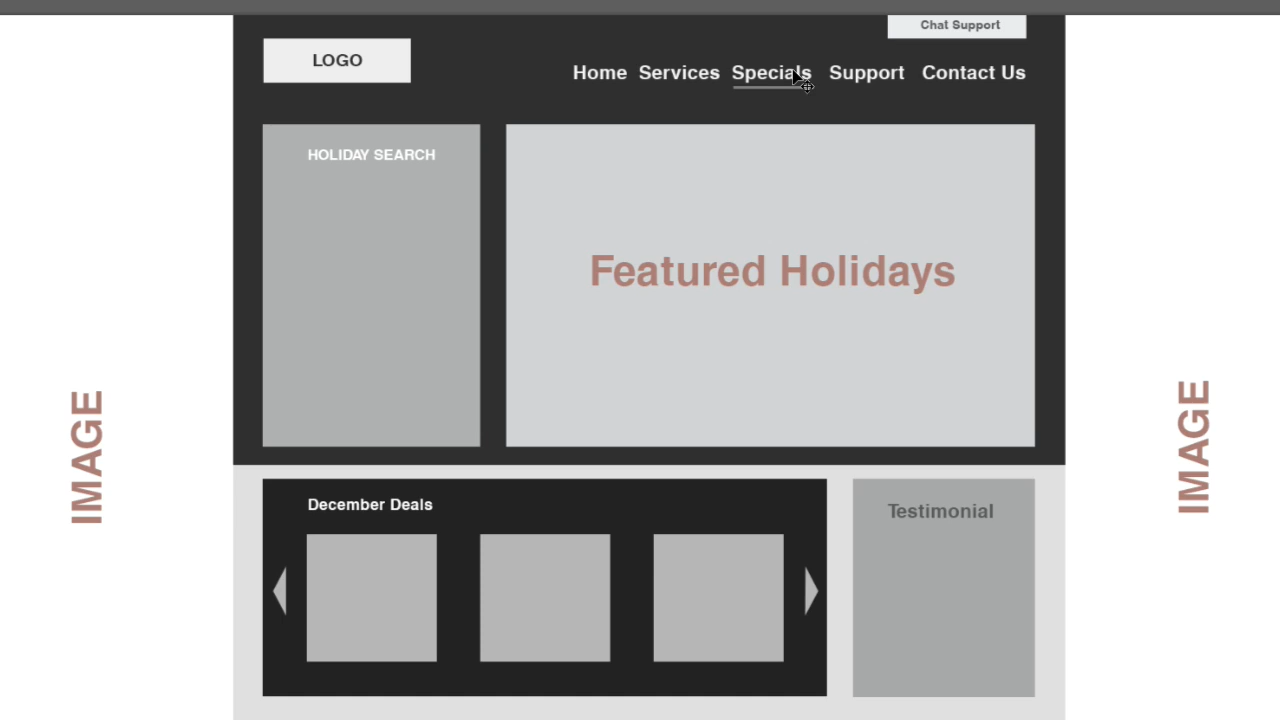 Chat Support
LOGO
Home Services Specials Support Contact Us
HOLIDAY SEARCH
Featured Holidays
IMAGE
IMAGE
December Deals
Testimonial